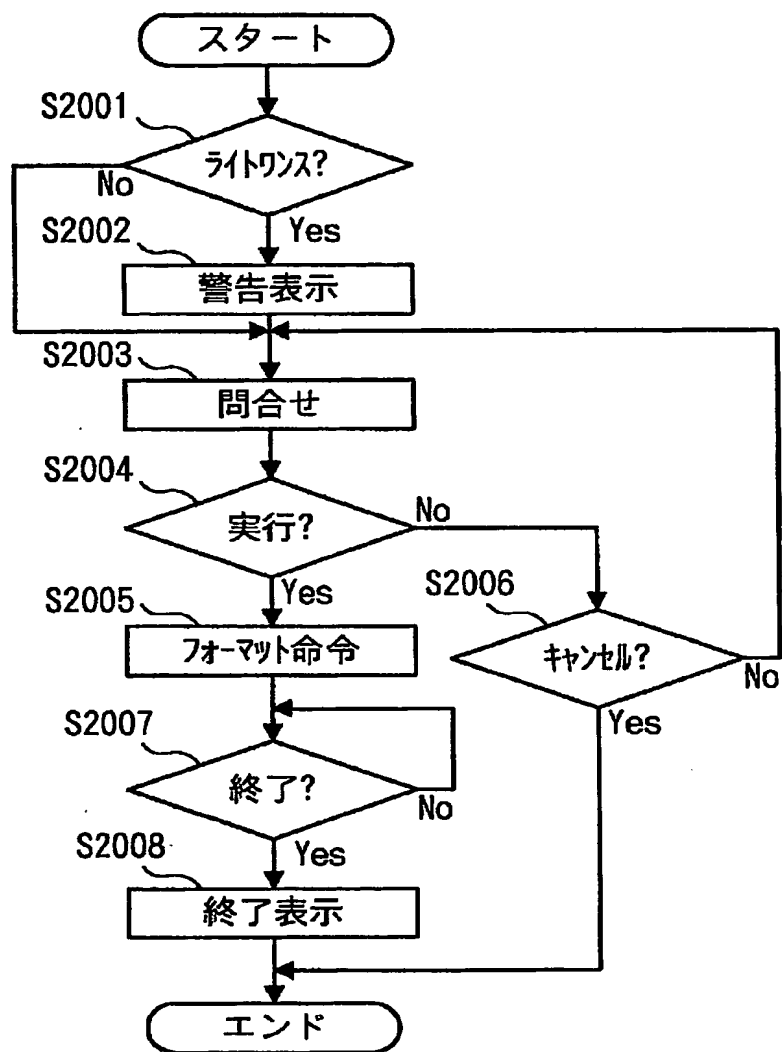 スタート
S2001
ライトワンス?
No
Yes
S2002
警告表示
S2003
問合せ
S2004
実行?
No
Yes
S2005
フォーマット命令
S2006
キャンセル?
No
Yes
S2007
終了?
No
Yes
S2008
終了表示
エンド